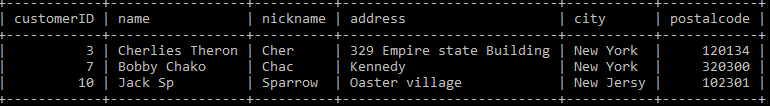 customerID | name | nickname | address | city | postalcode
3 | Cherlies Theron | Cher | 329 Empire state Building | New York | 120134
7 | Bobby Chako | Chac | Kennedy | New York | 320300
10 | Jack Sp | Sparrow | Oaster village | New Jersy | 102301